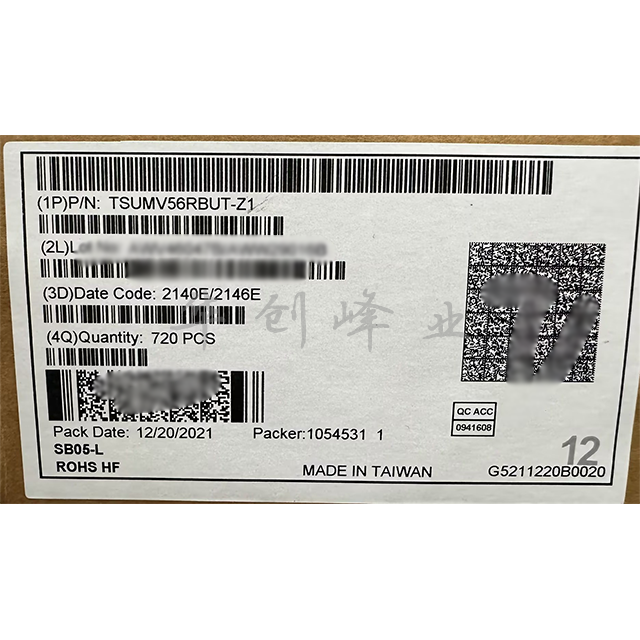 (1P)P/N: TSUMV56RBUT-Z1
(2L)L
(3D)Date Code: 2140E/2146E
创峰业
(4Q)Quantity: 720 PCS
QC ACC
0941608
Pack Date: 12/20/2021 Packer:1054531 1
SB05-L
12
ROHS HF MADE IN TAIWAN G5211220B0020